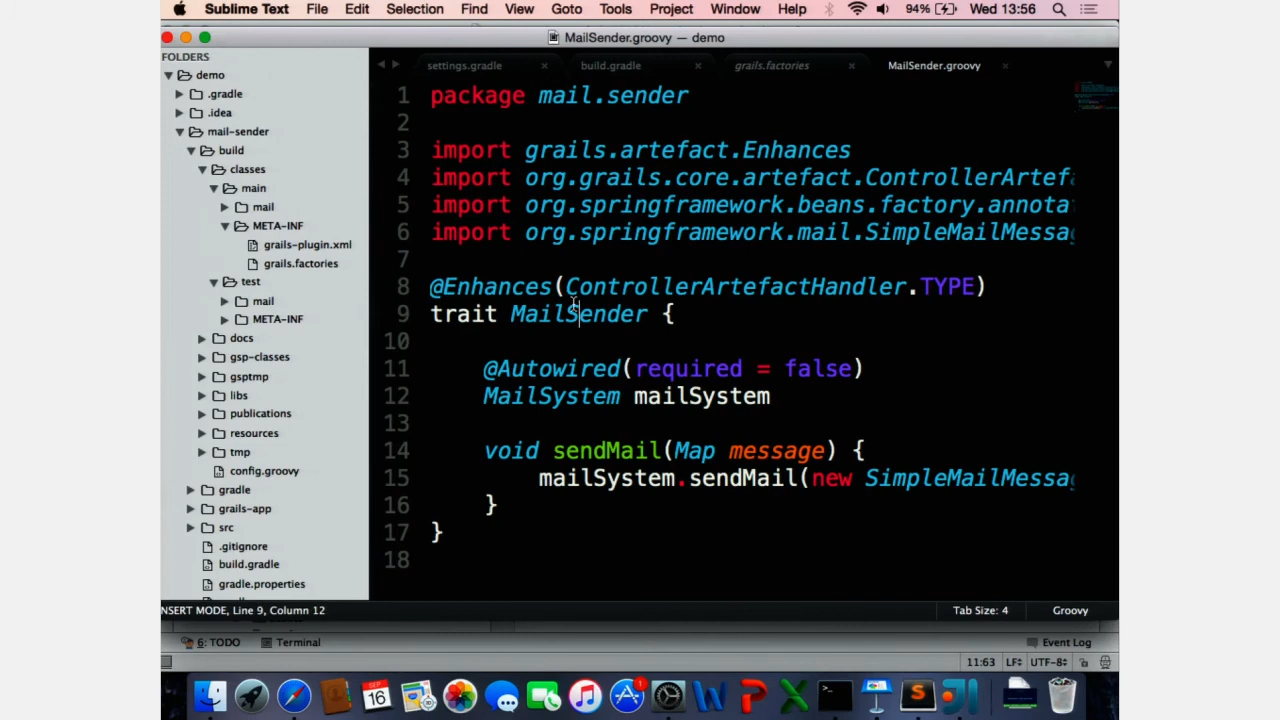 Sublime Text File Edit Selection Find View Goto Tools Project Window Help 94% Wed 13:56
MailSender.groovy — demo
FOLDERS
demo
.gradle
.idea
mail-sender
build
classes
main
mail
META-INF
grails-plugin.xml
grails.factories
test
mail
META-INF
docs
gsp-classes
gsptmp
libs
publications
resources
tmp
config.groovy
gradle
grails-app
src
.gitignore
build.gradle
gradle.properties
settings.gradle × build.gradle × grails.factories × MailSender.groovy ×
1 package mail.sender
2
3 import grails.artefact.Enhances
4 import org.grails.core.artefact.ControllerArtef
5 import org.springframework.beans.factory.annota
6 import org.springframework.mail.SimpleMailMessa
7
8 @Enhances(ControllerArtefactHandler.TYPE)
9 trait MailSender {
10
11 @Autowired(required = false)
12 MailSystem mailSystem
13
14 void sendMail(Map message) {
15 mailSystem.sendMail(new SimpleMailMessa
16 }
17 }
18
NSERT MODE, Line 9, Column 12 Tab Size: 4 Groovy
6: TODO Terminal Event Log
11:63 LF÷ UTF-8÷
SEP
16
1